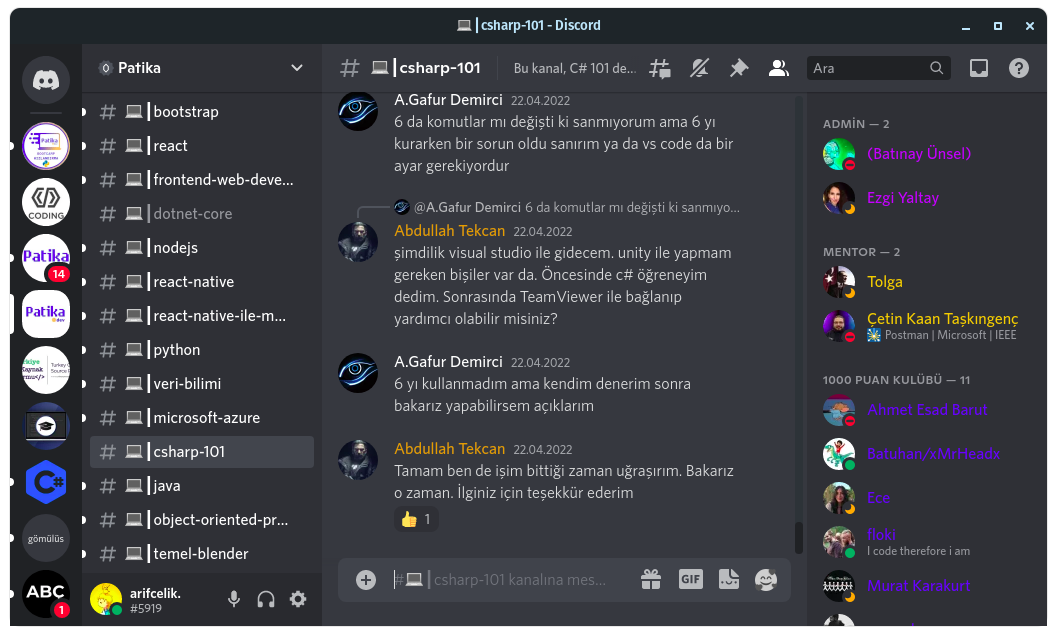 💻┃csharp-101 - Discord
Patika
#💻┃csharp-101
Bu kanal, C# 101 de...
Ara
Patika
CODING
Patika
14
Patika
dev
gömülüs
ABC
1
#💻┃bootstrap
#💻┃react
#💻┃frontend-web-deve...
#💻┃dotnet-core
#💻┃nodejs
#💻┃react-native
#💻┃react-native-ile-m...
#💻┃python
#💻┃veri-bilimi
#💻┃microsoft-azure
#💻┃csharp-101
#💻┃java
#💻┃object-oriented-pr...
#💻┃temel-blender
arifcelik.
#5919
A.Gafur Demirci 22.04.2022
6 da komutlar mı değişti ki sanmıyorum ama 6 yı
kurarken bir sorun oldu sanırım ya da vs code da bir
ayar gerekiyordur
@A.Gafur Demirci 6 da komutlar mı değişti ki sanmıyo...
Abdullah Tekcan 22.04.2022
şimdilik visual studio ile gidecem. unity ile yapmam
gereken bişiler var da. Öncesinde c# öğreneyim
dedim. Sonrasında TeamViewer ile bağlanıp
yardımcı olabilir misiniz?
A.Gafur Demirci 22.04.2022
6 yı kullanmadım ama kendim denerim sonra
bakarız yapabilirsem açıklarım
Abdullah Tekcan 22.04.2022
Tamam ben de işim bittiği zaman uğraşırım. Bakarız
o zaman. İlginiz için teşekkür ederim
👍 1
#💻┃csharp-101 kanalına mes...
GIF
ADMİN — 2
(Batınay Ünsel)
Ezgi Yaltay
MENTOR — 2
Tolga
Cetin Kaan Taşkıngenç
Postman | Microsoft | IEEE
1000 PUAN KULÜBÜ — 11
Ahmet Esad Barut
Batuhan/xMrHeadx
Ece
floki
I code therefore i am
Murat Karakurt